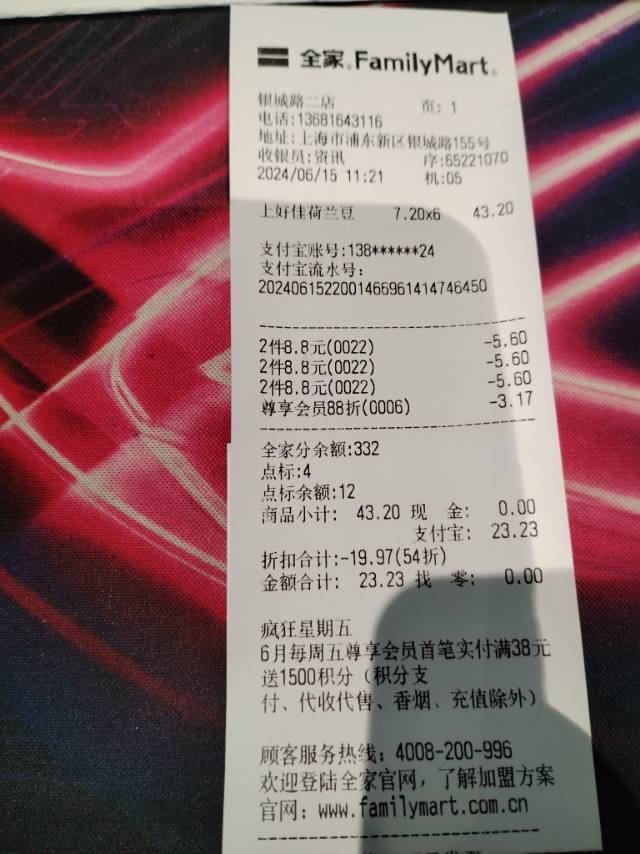 全家 FamilyMart
银城路二店 页: 1
电话:13681643116
地址:上海市浦东新区银城路155号
收银员:资讯 序:65221070
2024/06/15 11:21 机:05
上好佳荷兰豆 7.20x6 43.20
支付宝账号:138******24
支付宝流水号:
2024061522001466961414746450
2件8.8元(0022) -5.60
2件8.8元(0022) -5.60
2件8.8元(0022) -5.60
尊享会员88折(0006) -3.17
全家分余额:332
点标:4
点标余额:12
商品小计: 43.20 现 金: 0.00
支付宝: 23.23
折扣合计:-19.97(54折)
金额合计: 23.23 找 零: 0.00
疯狂星期五
6月每周五尊享会员首笔实付满38元
送1500积分（积分支
付、代收代售、香烟、充值除外）
顾客服务热线: 4008-200-996
欢迎登陆全家官网，了解加盟方案
官网: www.familymart.com.cn